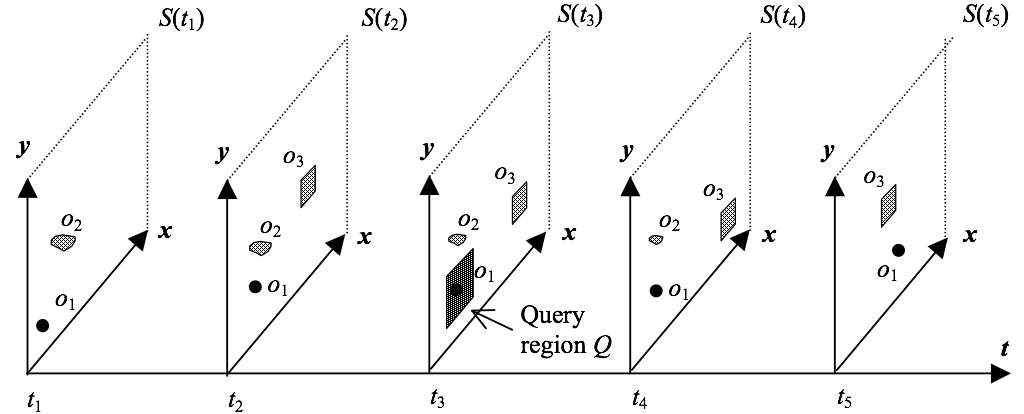 S(t₁)
S(t₂)
S(t₃)
S(t₄)
S(t₅)
y
y
y
y
y
o₃
o₃
o₃
o₃
o₂
o₂
o₂
o₂
x
x
x
x
x
o₁
o₁
o₁
o₁
o₁
Query
region Q
t
t₁
t₂
t₃
t₄
t₅